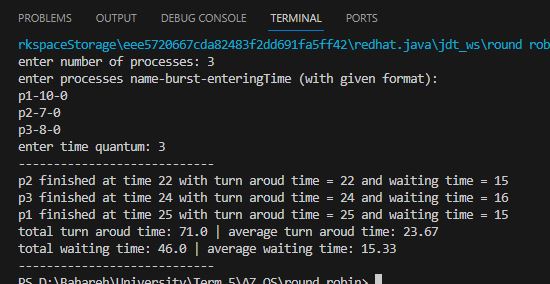 PROBLEMS OUTPUT DEBUG CONSOLE TERMINAL PORTS
rkspaceStorage\eee5720667cda82483f2dd691fa5ff42\redhat.java\jdt_ws\round rob
enter number of processes: 3
enter processes name-burst-enteringTime (with given format):
p1-10-0
p2-7-0
p3-8-0
enter time quantum: 3
----------------------------
p2 finished at time 22 with turn aroud time = 22 and waiting time = 15
p3 finished at time 24 with turn aroud time = 24 and waiting time = 16
p1 finished at time 25 with turn aroud time = 25 and waiting time = 15
total turn aroud time: 71.0 | average turn aroud time: 23.67
total waiting time: 46.0 | average waiting time: 15.33
----------------------------
PS D:\Bahareh\University\Term 5\AZ OS\round robin>